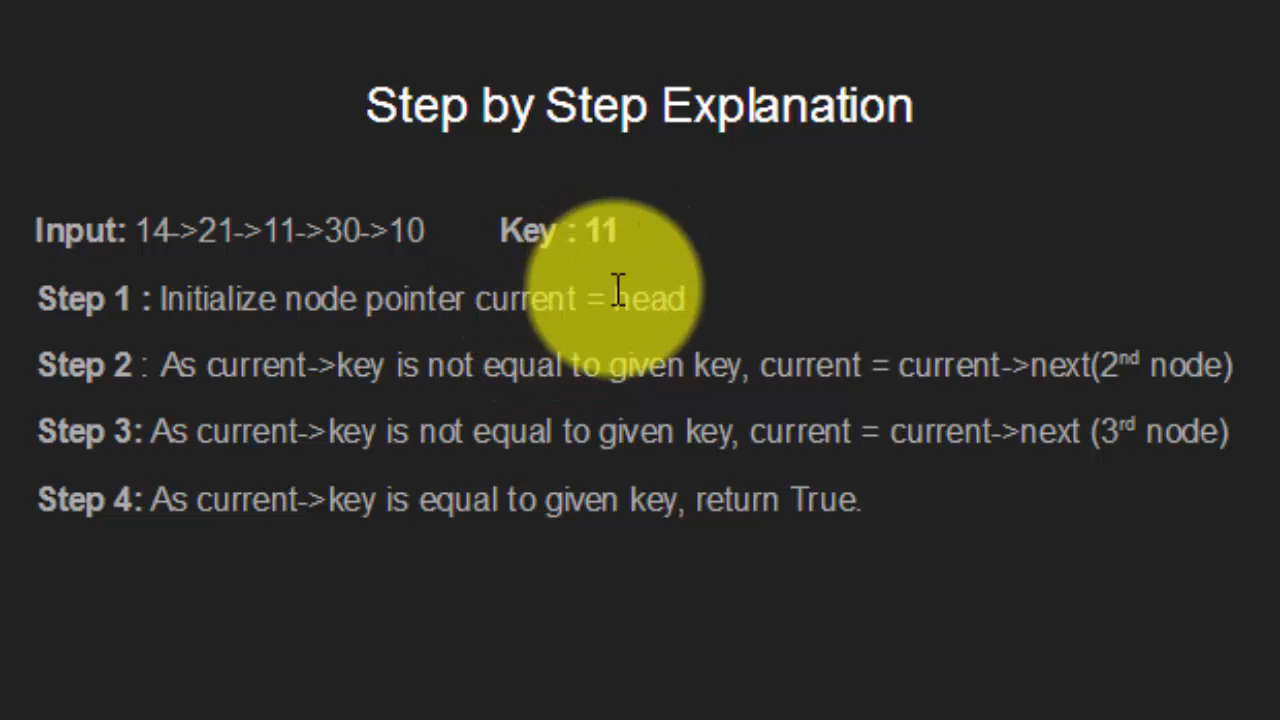 Step by Step Explanation
Input: 14->21->11->30->10 Key : 11
Step 1 : Initialize node pointer current = head
Step 2 : As current->key is not equal to given key, current = current->next(2nd node)
Step 3: As current->key is not equal to given key, current = current->next (3rd node)
Step 4: As current->key is equal to given key, return True.